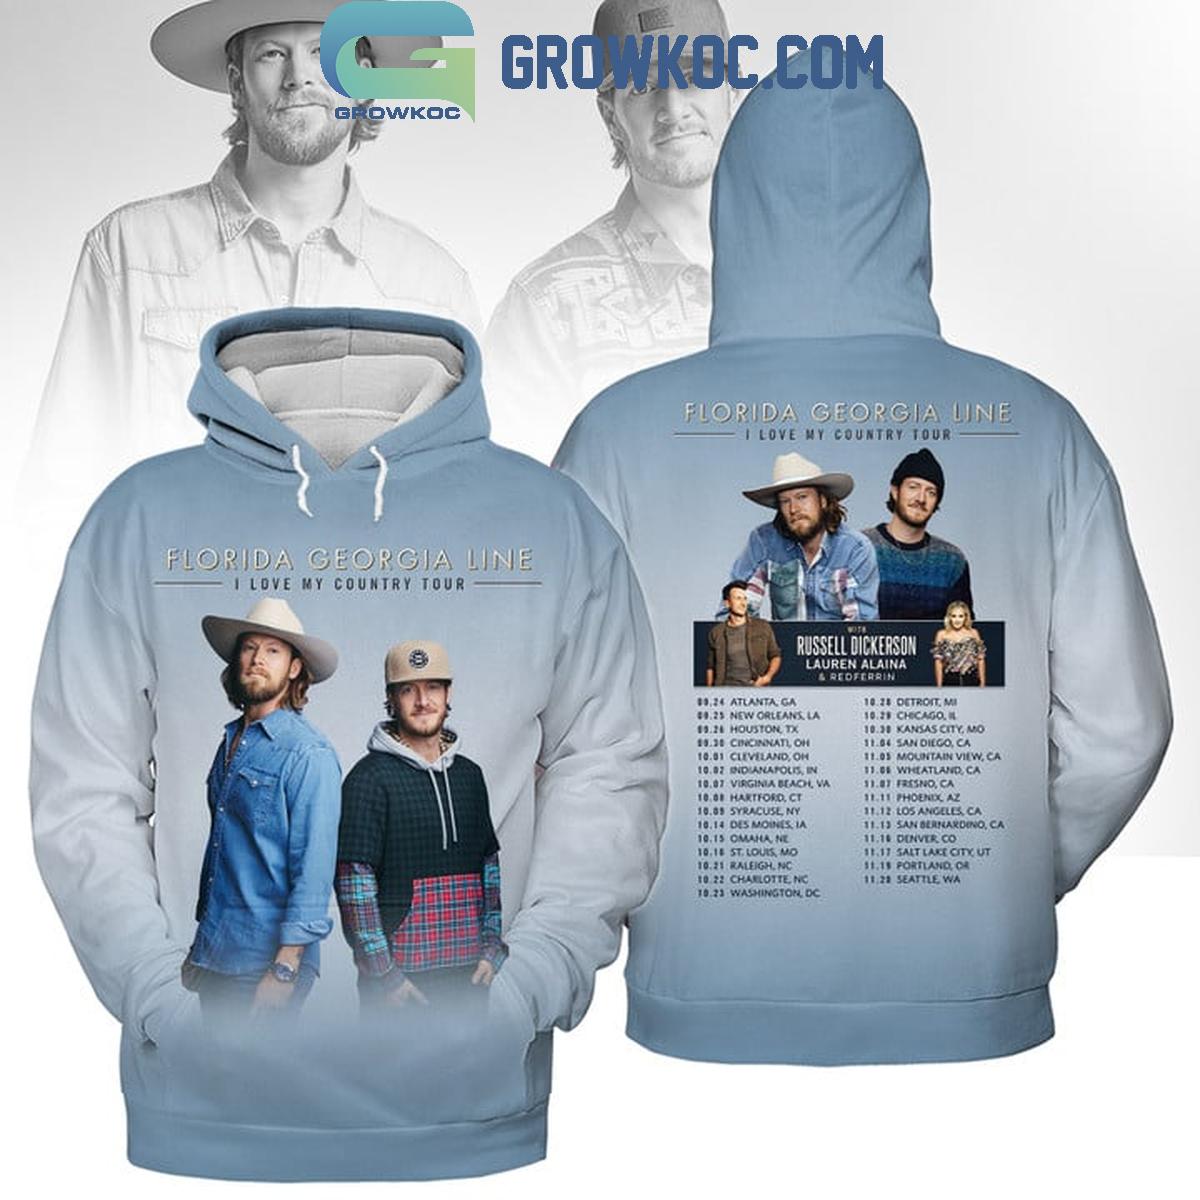 GROWKOC
GROWKOC.COM
FLORIDA GEORGIA LINE
I LOVE MY COUNTRY TOUR
FLORIDA GEORGIA LINE
I LOVE MY COUNTRY TOUR
WITH
RUSSELL DICKERSON
LAUREN ALAINA
& REDFERRIN
09.24 ATLANTA, GA
09.25 NEW ORLEANS, LA
09.26 HOUSTON, TX
09.30 CINCINNATI, OH
10.01 CLEVELAND, OH
10.02 INDIANAPOLIS, IN
10.07 VIRGINIA BEACH, VA
10.08 HARTFORD, CT
10.09 SYRACUSE, NY
10.14 DES MOINES, IA
10.15 OMAHA, NE
10.16 ST. LOUIS, MO
10.21 RALEIGH, NC
10.22 CHARLOTTE, NC
10.23 WASHINGTON, DC
10.28 DETROIT, MI
10.29 CHICAGO, IL
10.30 KANSAS CITY, MO
11.04 SAN DIEGO, CA
11.05 MOUNTAIN VIEW, CA
11.06 WHEATLAND, CA
11.07 FRESNO, CA
11.11 PHOENIX, AZ
11.12 LOS ANGELES, CA
11.13 SAN BERNARDINO, CA
11.16 DENVER, CO
11.17 SALT LAKE CITY, UT
11.19 PORTLAND, OR
11.20 SEATTLE, WA